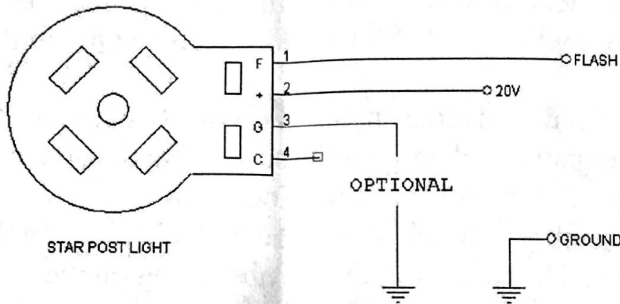 F 1 FLASH
+ 2 20V
G 3
C 4
OPTIONAL
GROUND
STAR POST LIGHT